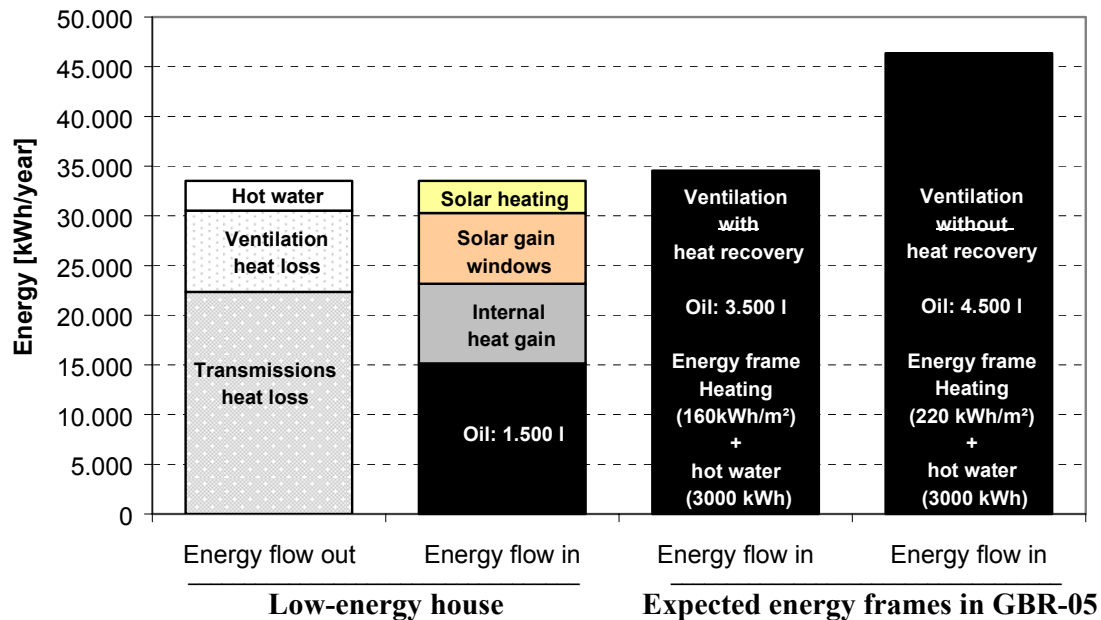 50.000
45.000
40.000
35.000
30.000
25.000
20.000
15.000
10.000
5.000
0
Energy [kWh/year]
Hot water
Ventilation
heat loss
Transmissions
heat loss
Solar heating
Solar gain
windows
Internal
heat gain
Oil: 1.500 l
Ventilation
with
heat recovery
Oil: 3.500 l
Energy frame
Heating
(160kWh/m²)
+
hot water
(3000 kWh)
Ventilation
without
heat recovery
Oil: 4.500 l
Energy frame
Heating
(220 kWh/m²)
+
hot water
(3000 kWh)
Energy flow out
Energy flow in
Energy flow in
Energy flow in
Low-energy house
Expected energy frames in GBR-05